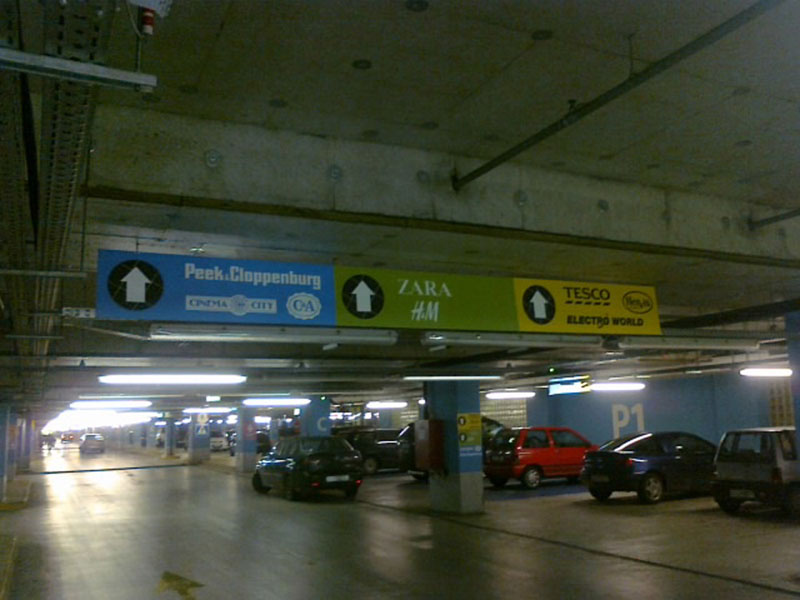 Peek & Cloppenburg
CINEMA CITY C&A
ZARA
H&M
TESCO
ELECTRO WORLD
P1
C